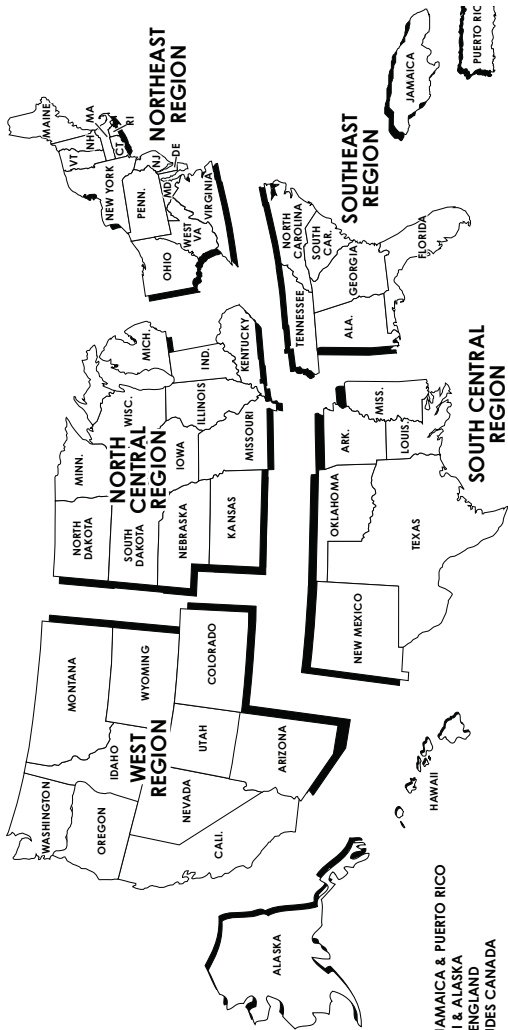 WASHINGTON
OREGON
CALI.
NEVADA
IDAHO
MONTANA
WYOMING
UTAH
COLORADO
ARIZONA
WEST
REGION
ALASKA
HAWAII
NORTH
DAKOTA
SOUTH
DAKOTA
NEBRASKA
KANSAS
MINN.
IOWA
MISSOURI
WISC.
ILLINOIS
MICH.
IND.
KENTUCKY
NORTH
CENTRAL
REGION
NEW MEXICO
OKLAHOMA
TEXAS
ARK.
LOUIS.
MISS.
SOUTH CENTRAL
REGION
MAINE
VT
NH
MA
RI
CT
NEW YORK
PENN.
NJ
DE
MD
OHIO
WEST
VA
VIRGINIA
NORTHEAST
REGION
TENNESSEE
NORTH
CAROLINA
SOUTH
CAR.
GEORGIA
ALA.
FLORIDA
SOUTHEAST
REGION
JAMAICA
PUERTO RIC
JAMAICA & PUERTO RICO
& ALASKA
ENGLAND
DES CANADA